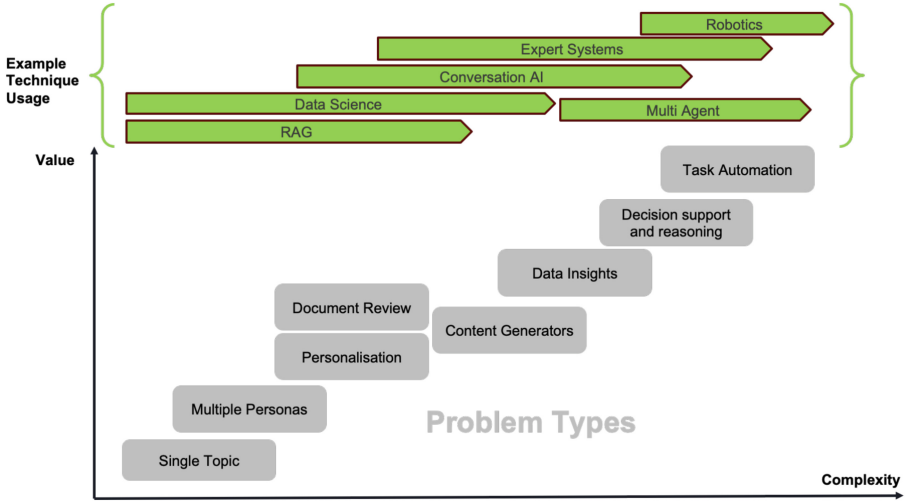 Robotics
Expert Systems
Example
Technique
Usage
Conversation AI
Data Science
Multi Agent
RAG
Value
Task Automation
Decision support
and reasoning
Data Insights
Document Review
Content Generators
Personalisation
Multiple Personas
Problem Types
Single Topic
Complexity